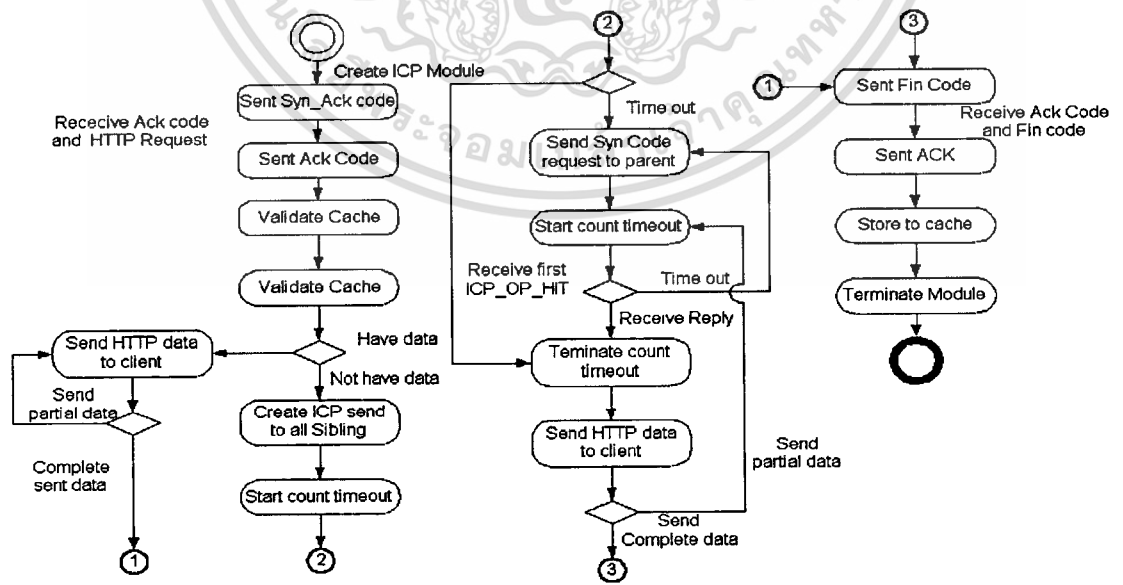 Create ICP Module
Sent Syn_Ack code
Rececive Ack code
and HTTP Request
Sent Ack Code
Validate Cache
Validate Cache
Have data
Send HTTP data
to client
Not have data
Send
partial data
Create ICP send
to all Sibling
Complete
sent data
Start count timeout
1
2
2
Time out
Send Syn Code
request to parent
Start count timeout
Receive first
ICP_OP_HIT
Time out
Receive Reply
Teminate count
timeout
Send HTTP data
to client
Send
partial data
Send
Complete data
3
3
1
Sent Fin Code
Receive Ack Code
and Fin code
Sent ACK
Store to cache
Terminate Module